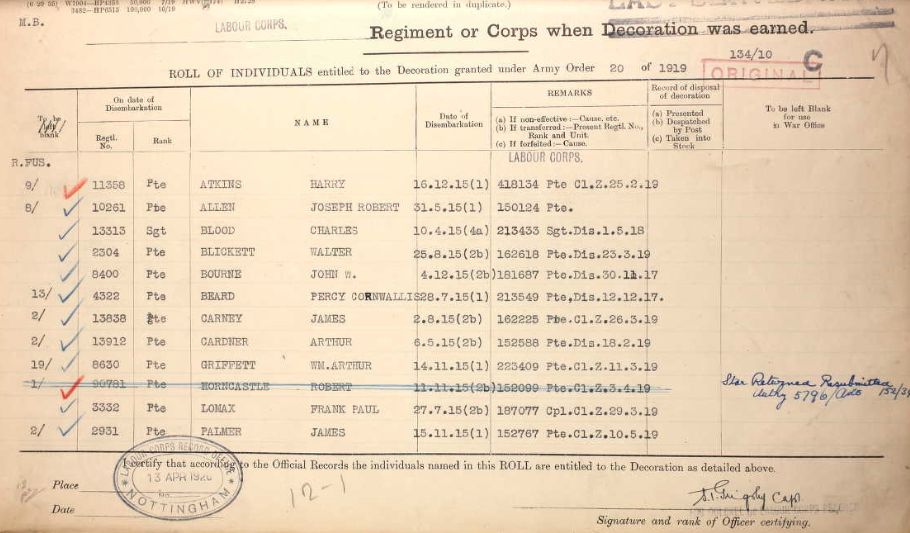 (To be rendered in duplicate.)
M.B.
LABOUR CORPS.
Regiment or Corps when Decoration was earned.
134/10
C
ROLL OF INDIVIDUALS entitled to the Decoration granted under Army Order 20 of 1919
ORIGINAL
On date of Disembarkation
Regtl. No.
Rank
NAME
Date of Disembarkation
REMARKS
(a) If non-effective:—Cause, etc.
(b) If transferred:—Present Regtl. No., Rank and Unit.
(c) If forfeited:—Cause.
Record of disposal of decoration
(a) Presented
(b) Despatched by Post
(c) Taken into Stock
To be left Blank for use in War Office
LABOUR CORPS.
R.FUS.
9/ 11358 Pte ATKINS HARRY 16.12.15(1) 418134 Pte Cl.Z.25.2.19
8/ 10261 Pte ALLEN JOSEPH ROBERT 31.5.15(1) 150124 Pte.
13313 Sgt BLOOD CHARLES 10.4.15(4a) 213433 Sgt.Dis.1.5.18
2304 Pte BLICKETT WALTER 25.8.15(2b) 162618 Pte.Dis.23.3.19
8400 Pte BOURNE JOHN W. 4.12.15(2b) 181687 Pte.Dis.30.11.17
13/ 4322 Pte BEARD PERCY CORNWALLIS 28.7.15(1) 213549 Pte,Dis.12.12.17.
2/ 13838 Pte CARNEY JAMES 2.8.15(2b) 162225 Pte.Cl.Z.26.3.19
2/ 13912 Pte CARDNER ARTHUR 6.5.15(2b) 152588 Pte.Dis.18.2.19
19/ 8630 Pte GRIFFETT WM.ARTHUR 14.11.15(1) 223409 Pte.Cl.Z.11.3.19
1/ Pte HORNCASTLE ROBERT 11.11.15(2b) 152099 Pte.Cl.Z.3.4.19 Star Returned Resubmitted
5796/Adt
3332 Pte LOMAX FRANK PAUL 27.7.15(2b) 187077 Cpl.Cl.Z.29.3.19
2/ 2931 Pte PALMER JAMES 15.11.15(1) 152767 Pte.Cl.Z.10.5.19
I certify that according to the Official Records the individuals named in this ROLL are entitled to the Decoration as detailed above.
LABOUR CORPS RECORD OFFICE
13 APR 1920
NOTTINGHAM
Place
12-1
Capt
Date
Signature and rank of Officer certifying.